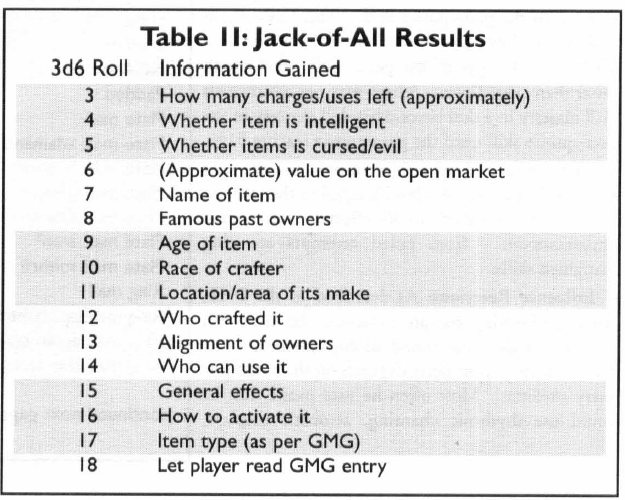 Table 11: Jack-of-All Results
3d6 Roll Information Gained
3 How many charges/uses left (approximately)
4 Whether item is intelligent
5 Whether item is cursed/evil
6 (Approximate) value on the open market
7 Name of item
8 Famous past owners
9 Age of item
10 Race of crafter
11 Location/area of its make
12 Who crafted it
13 Alignment of owners
14 Who can use it
15 General effects
16 How to activate it
17 Item type (as per GMG)
18 Let player read GMG entry